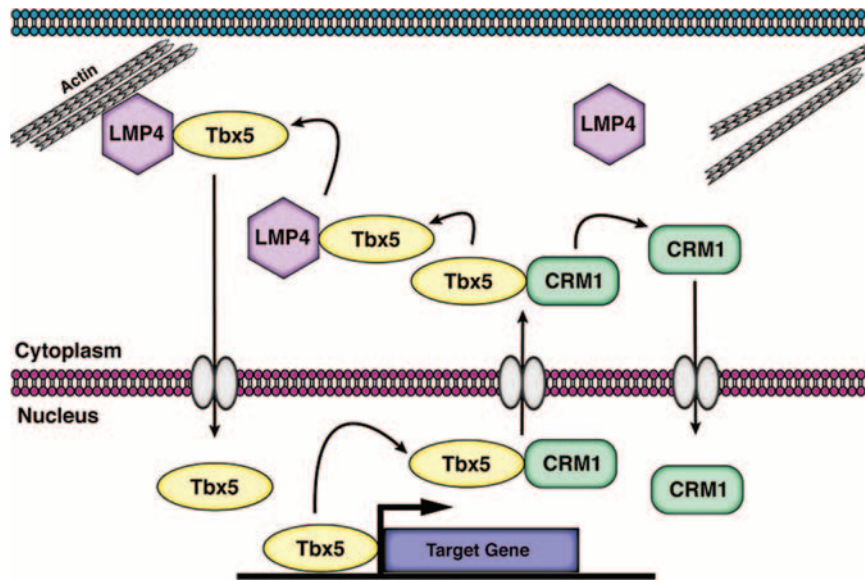 Actin
LMP4
Tbx5
LMP4
LMP4
Tbx5
CRM1
Tbx5
CRM1
Cytoplasm
Nucleus
Tbx5
CRM1
Tbx5
CRM1
Tbx5
Target Gene